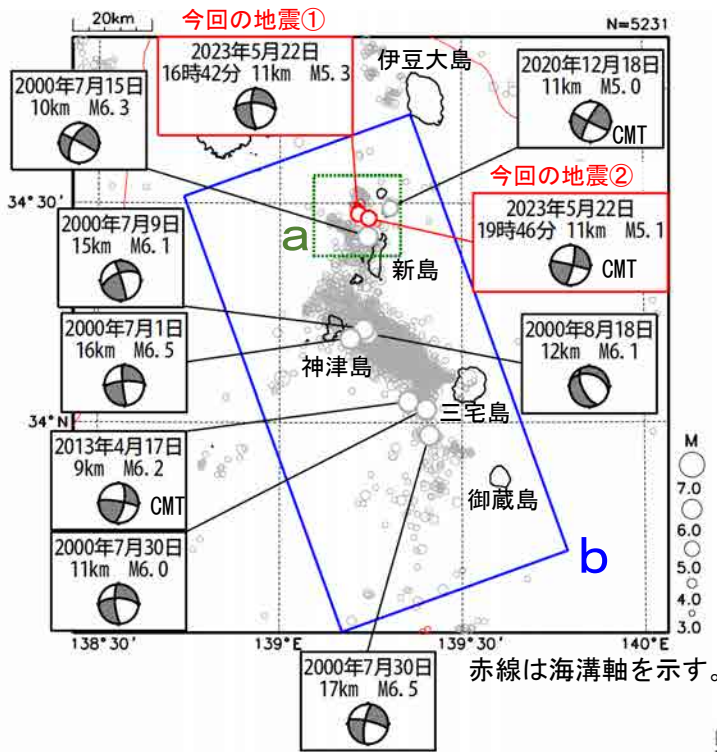 20km
N=5231
今回の地震①
2023年5月22日
16時42分 11km M5.3
伊豆大島
2020年12月18日
11km M5.0
CMT
2000年7月15日
10km M6.3
34°30'
a
今回の地震②
2023年5月22日
19時46分 11km M5.1
CMT
新島
2000年7月9日
15km M6.1
2000年7月1日
16km M6.5
神津島
2000年8月18日
12km M6.1
三宅島
34°N
2013年4月17日
9km M6.2
CMT
御蔵島
M
7.0
6.0
5.0
4.0
3.0
2000年7月30日
11km M6.0
b
138°30'
139°E
139°30'
140°E
2000年7月30日
17km M6.5
赤線は海溝軸を示す。